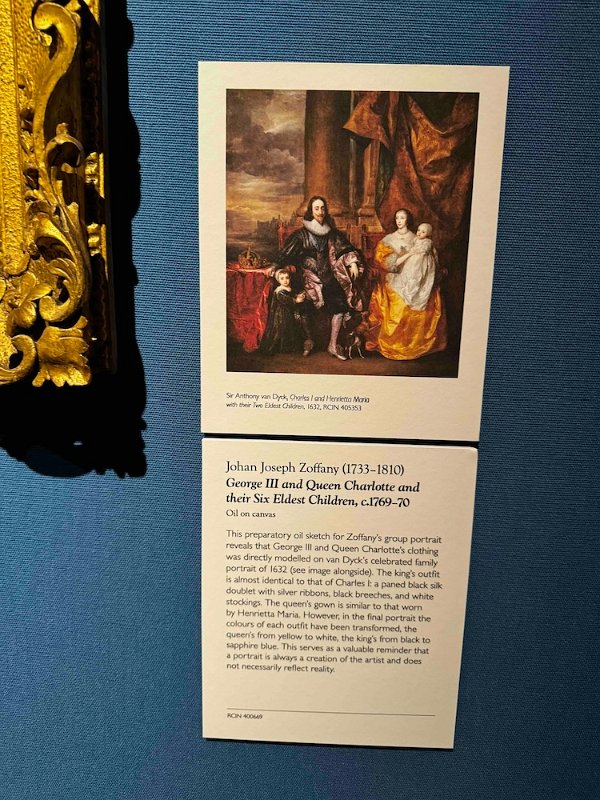 Sir Anthony van Dyck, Charles I and Henrietta Maria
with their Two Eldest Children, 1632, RCIN 405353
Johan Joseph Zoffany (1733–1810)
George III and Queen Charlotte and
their Six Eldest Children, c.1769–70
Oil on canvas
This preparatory oil sketch for Zoffany's group portrait
reveals that George III and Queen Charlotte's clothing
was directly modelled on van Dyck's celebrated family
portrait of 1632 (see image alongside). The king's outfit
is almost identical to that of Charles I: a paned black silk
doublet with silver ribbons, black breeches, and white
stockings. The queen's gown is similar to that worn
by Henrietta Maria. However, in the final portrait the
colours of each outfit have been transformed, the
queen's from yellow to white, the king's from black to
sapphire blue. This serves as a valuable reminder that
a portrait is always a creation of the artist and does
not necessarily reflect reality.
RCIN 400669